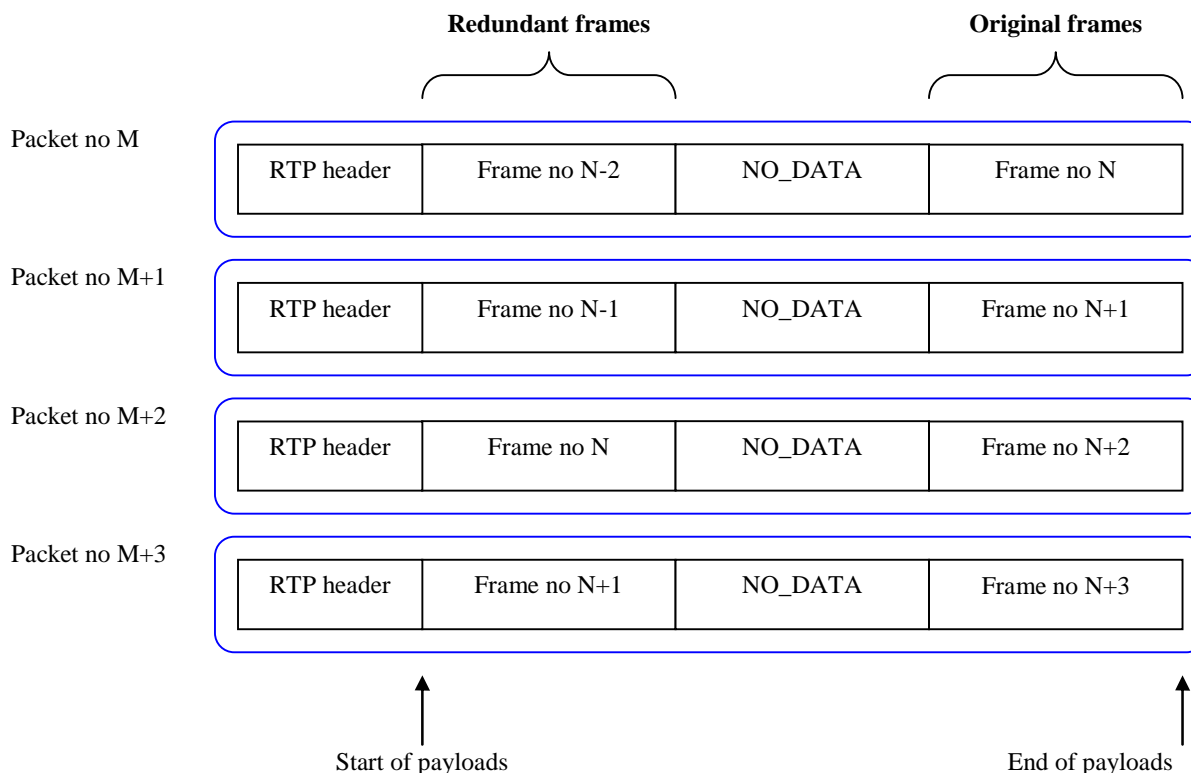 Redundant frames Original frames
Packet no M
RTP header Frame no N-2 NO_DATA Frame no N
Packet no M+1
RTP header Frame no N-1 NO_DATA Frame no N+1
Packet no M+2
RTP header Frame no N NO_DATA Frame no N+2
Packet no M+3
RTP header Frame no N+1 NO_DATA Frame no N+3
Start of payloads End of payloads